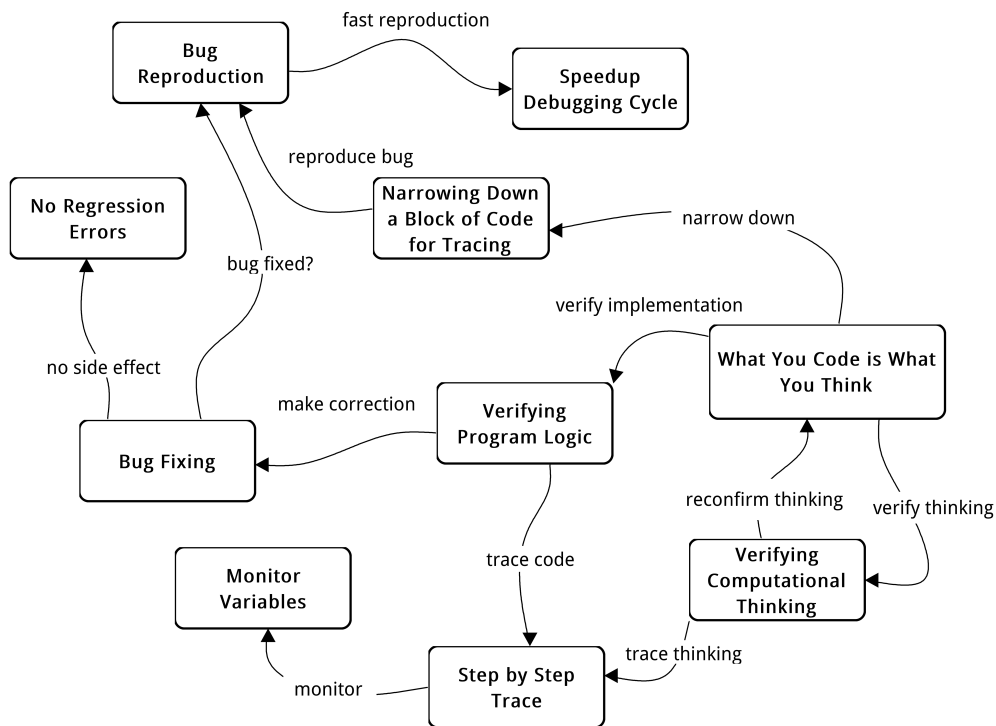 fast reproduction
Bug
Reproduction
Speedup
Debugging Cycle
reproduce bug
No Regression
Errors
Narrowing Down
a Block of Code
for Tracing
narrow down
bug fixed?
verify implementation
What You Code is What
You Think
no side effect
make correction
Verifying
Program Logic
Bug Fixing
reconfirm thinking
verify thinking
trace code
Monitor
Variables
Verifying
Computational
Thinking
trace thinking
monitor
Step by Step
Trace